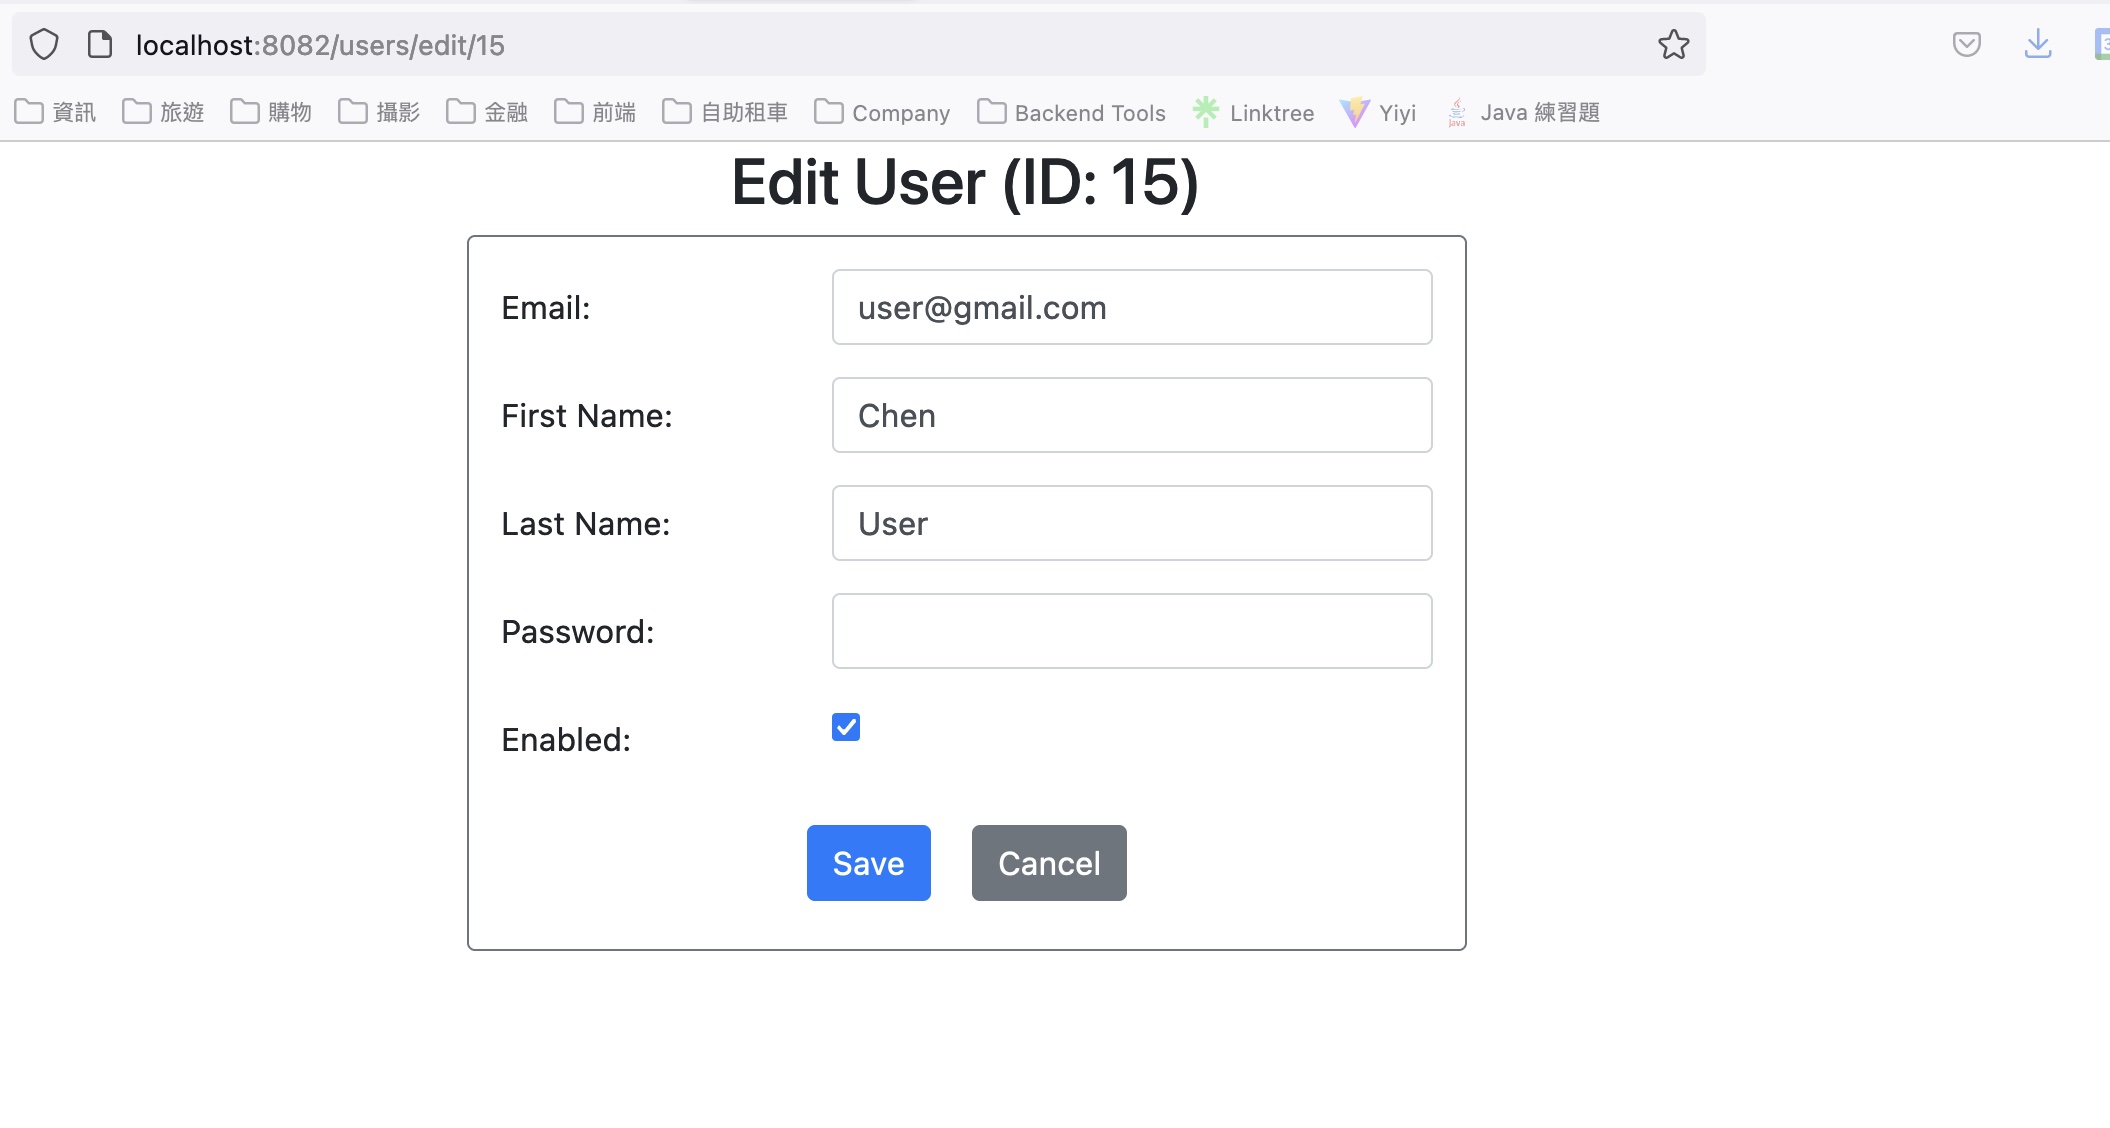 localhost:8082/users/edit/15
資訊 旅遊 購物 攝影 金融 前端 自助租車 Company Backend Tools Linktree Yiyi Java 練習題
Edit User (ID: 15)
Email: user@gmail.com
First Name: Chen
Last Name: User
Password:
Enabled:
Save Cancel